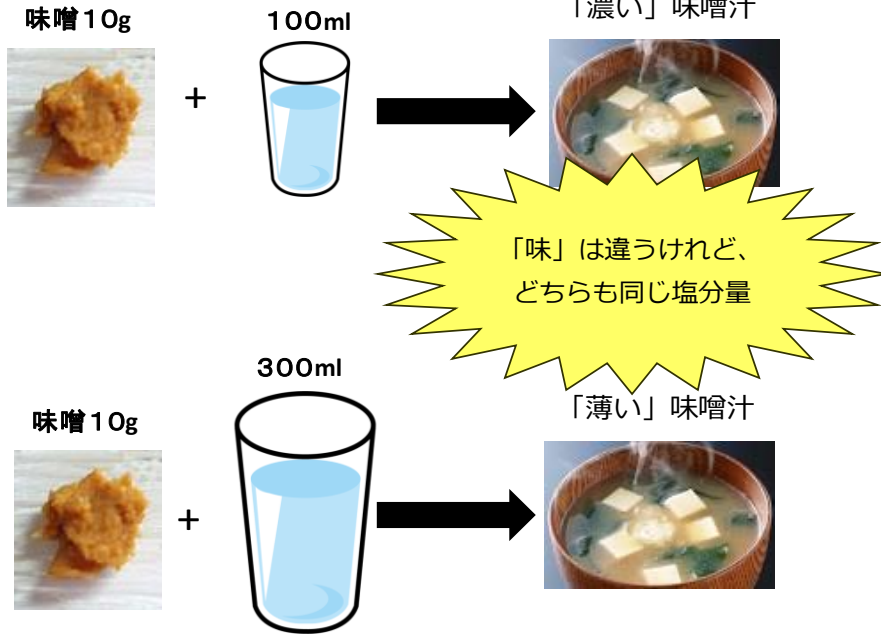 味噌10g
+
100ml
「濃い」味噌汁
「味」は違うけれど、
どちらも同じ塩分量
300ml
味噌10g
+
「薄い」味噌汁